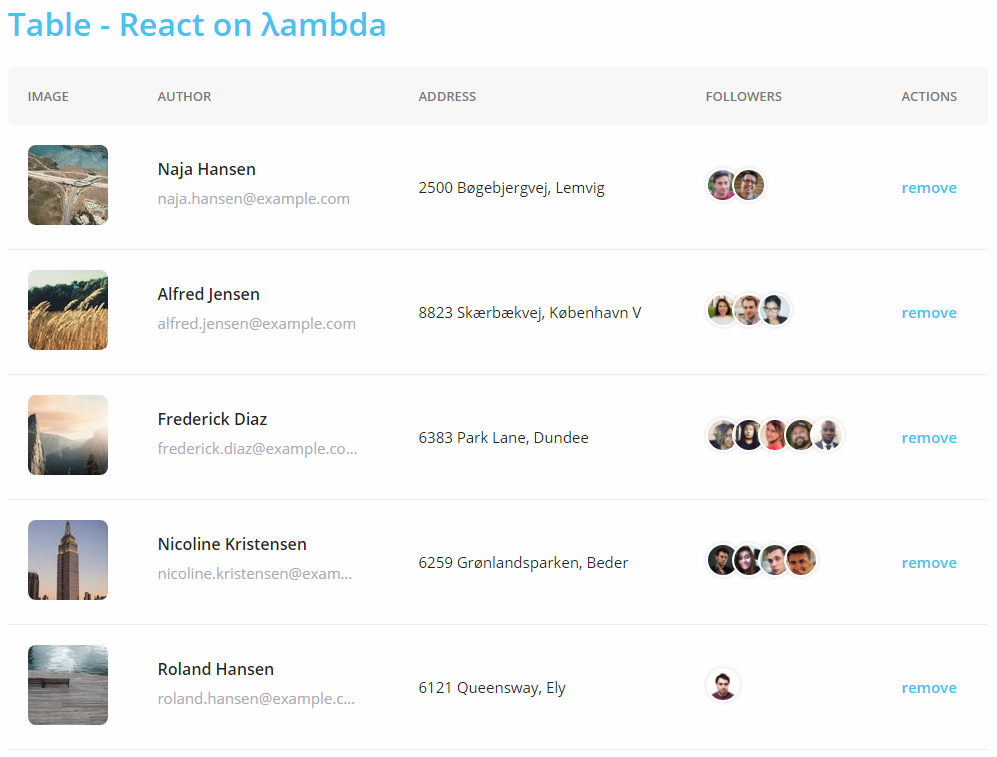 Table - React on λambda
IMAGE AUTHOR ADDRESS FOLLOWERS ACTIONS
Naja Hansen
naja.hansen@example.com
2500 Bøgebjergvej, Lemvig
remove
Alfred Jensen
alfred.jensen@example.com
8823 Skærbækvej, København V
remove
Frederick Diaz
frederick.diaz@example.co...
6383 Park Lane, Dundee
remove
Nicoline Kristensen
nicoline.kristensen@exam...
6259 Grønlandsparken, Beder
remove
Roland Hansen
roland.hansen@example.c...
6121 Queensway, Ely
remove